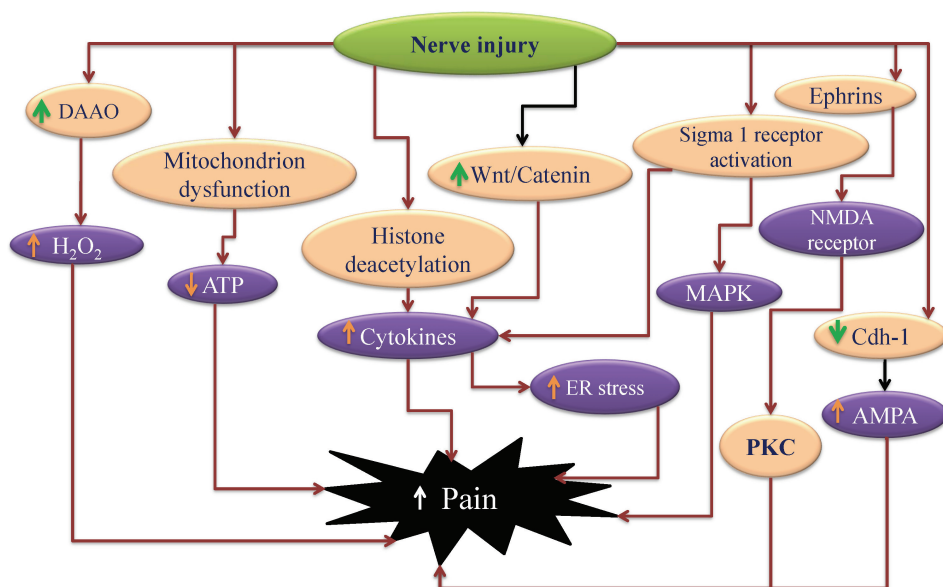 Nerve injury
DAAO
Ephrins
Sigma 1 receptor
activation
Mitochondrion
dysfunction
Wnt/Catenin
NMDA
receptor
H₂O₂
Histone
deacetylation
ATP
MAPK
Cytokines
Cdh-1
ER stress
AMPA
PKC
Pain